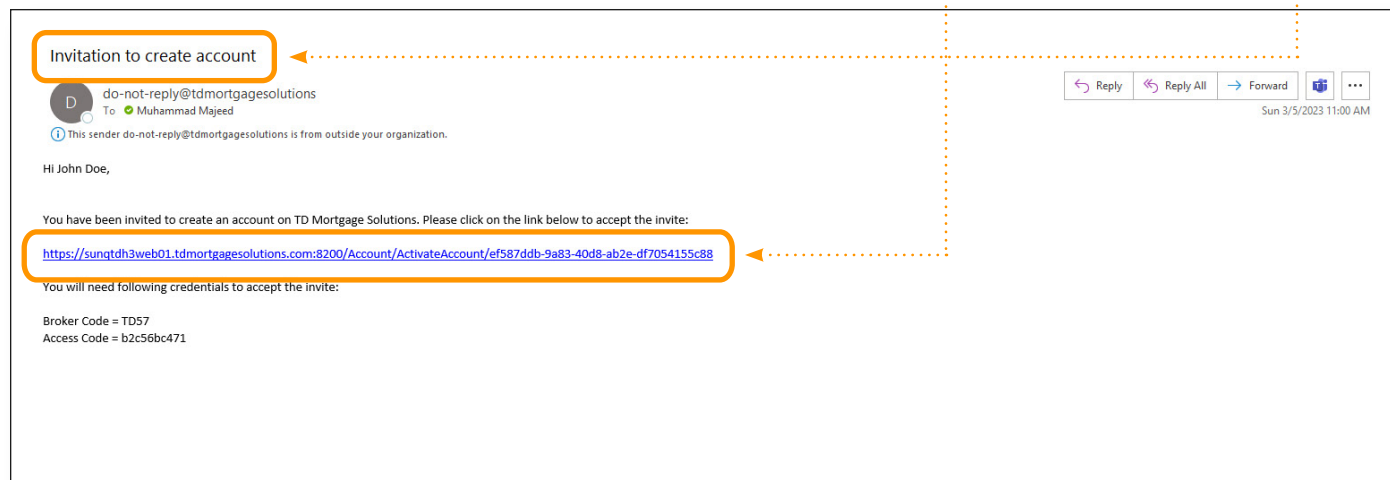 Invitation to create account
D
do-not-reply@tdmortgagesolutions
To Muhammad Majeed
Reply
Reply All
Forward
Sun 3/5/2023 11:00 AM
This sender do-not-reply@tdmortgagesolutions is from outside your organization.
Hi John Doe,
You have been invited to create an account on TD Mortgage Solutions. Please click on the link below to accept the invite:
https://sunqtdh3web01.tdmortgagesolutions.com:8200/Account/ActivateAccount/ef587ddb-9a83-40d8-ab2e-df7054155c88
You will need following credentials to accept the invite:
Broker Code = TD57
Access Code = b2c56bc471